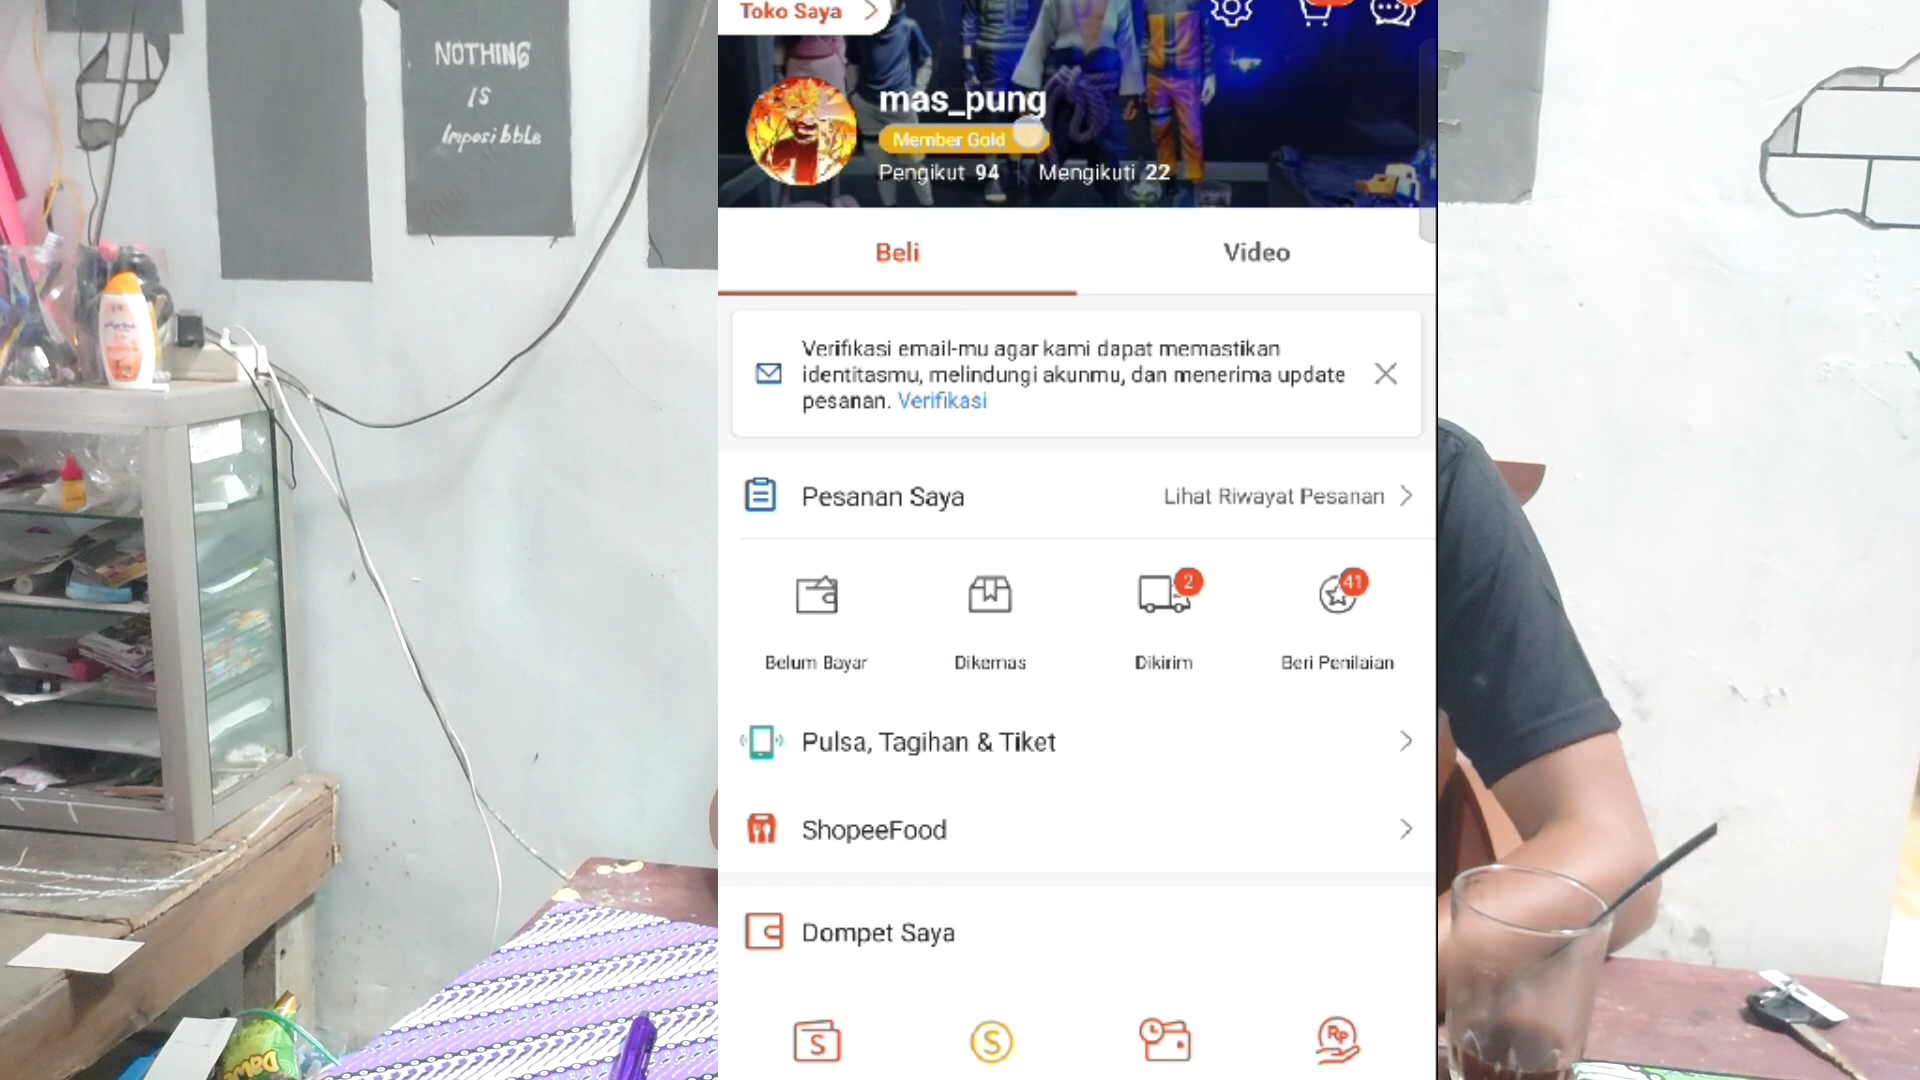 NOTHING
IS
Imposibble
Toko Saya
mas_pung
Member Gold
Pengikut 94
Mengikuti 22
Beli
Video
Verifikasi email-mu agar kami dapat memastikan
identitasmu, melindungi akunmu, dan menerima update
pesanan. Verifikasi
Pesanan Saya
Lihat Riwayat Pesanan
2
41
Belum Bayar
Dikemas
Dikirim
Beri Penilaian
Pulsa, Tagihan & Tiket
ShopeeFood
Dompet Saya
S
S
Rp